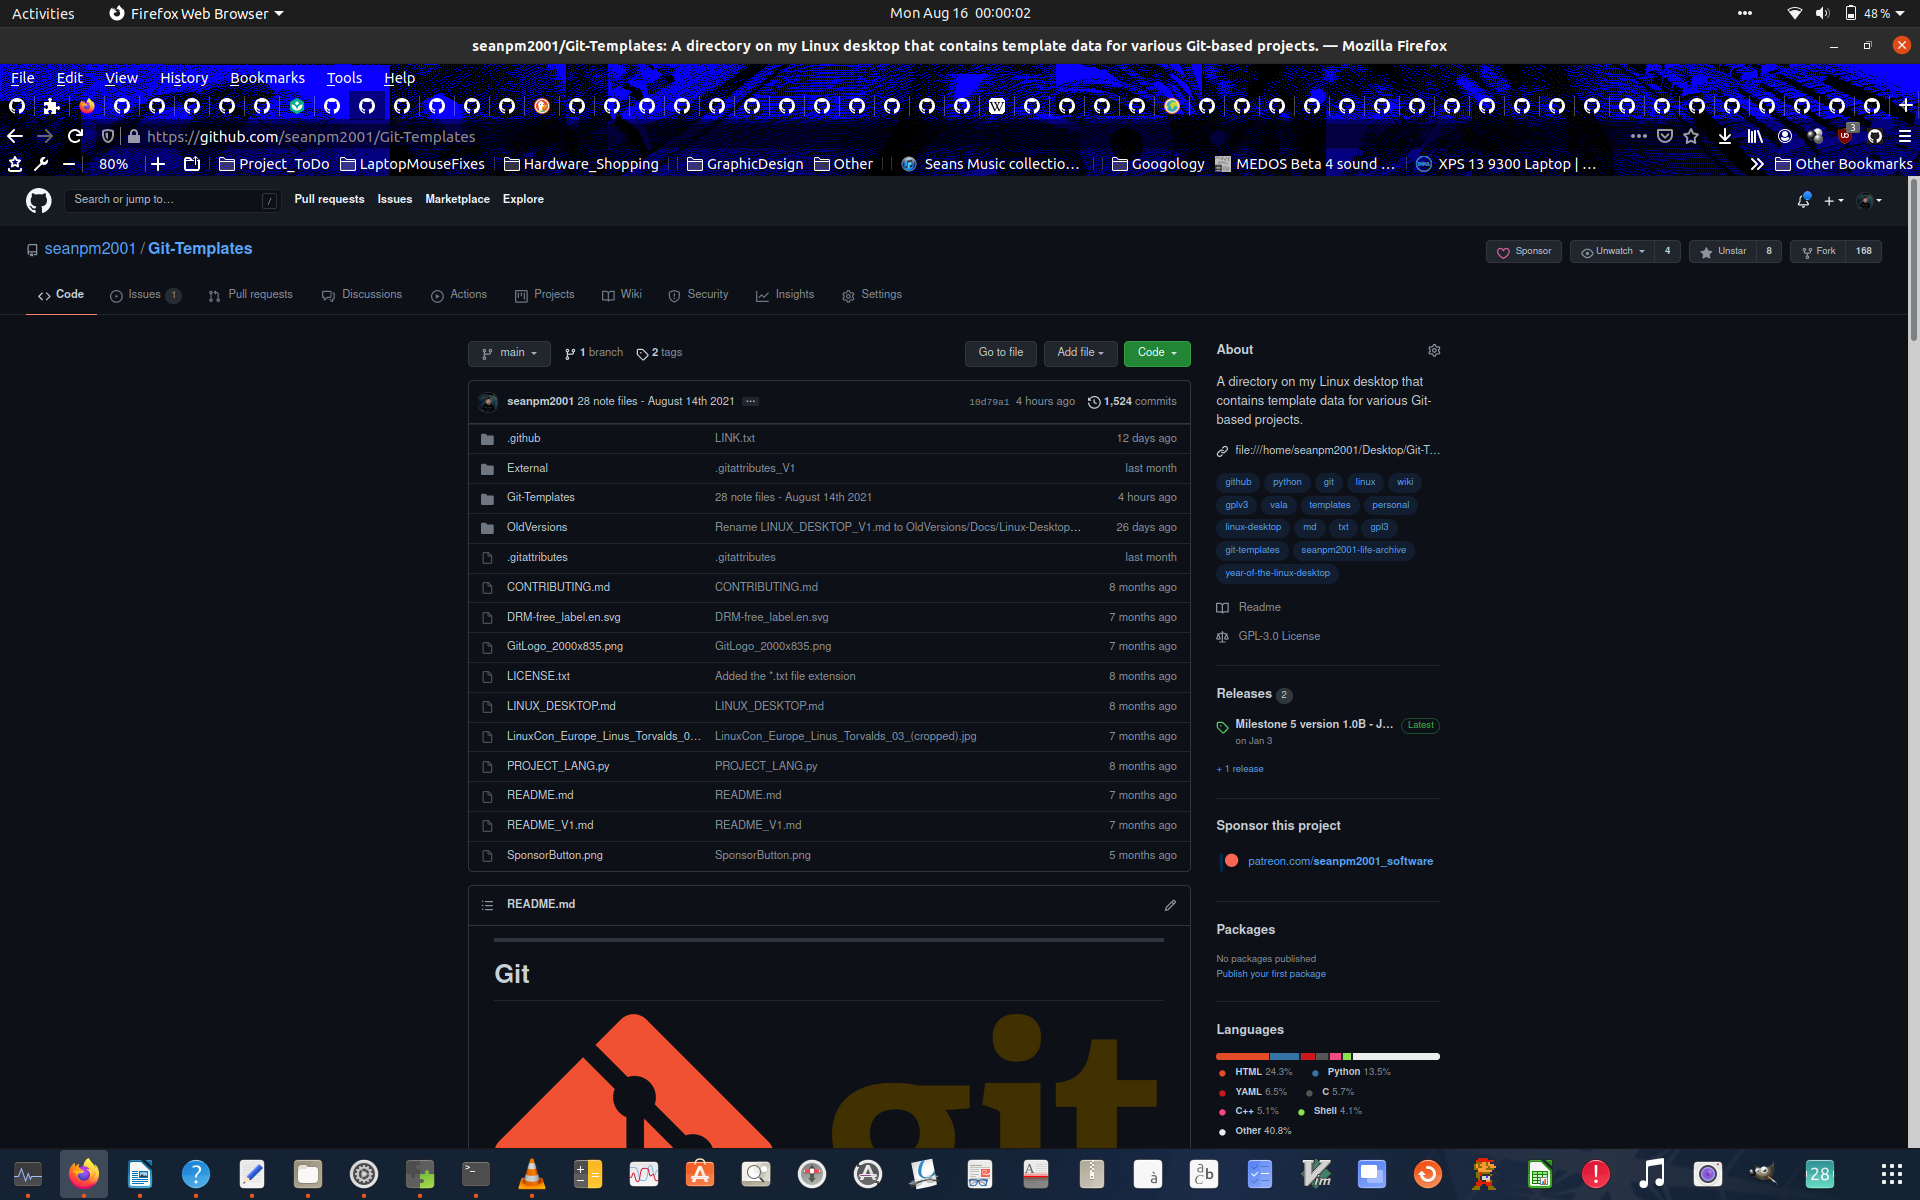 Activities
Firefox Web Browser
Mon Aug 16 00:00:02
48 %
seanpm2001/Git-Templates: A directory on my Linux desktop that contains template data for various Git-based projects. — Mozilla Firefox
File Edit View History Bookmarks Tools Help
https://github.com/seanpm2001/Git-Templates
3
80%
Project_ToDo
LaptopMouseFixes
Hardware_Shopping
GraphicDesign
Other
Seans Music collectio…
Googology
MEDOS Beta 4 sound …
XPS 13 9300 Laptop | …
Other Bookmarks
Search or jump to…
/
Pull requests Issues Marketplace Explore
seanpm2001 / Git-Templates
Sponsor
Unwatch 4
Unstar 8
Fork 168
Code
Issues 1
Pull requests
Discussions
Actions
Projects
Wiki
Security
Insights
Settings
main
1 branch
2 tags
Go to file
Add file
Code
seanpm2001 28 note files - August 14th 2021 ...
10d79a1 4 hours ago
1,524 commits
.github LINK.txt 12 days ago
External .gitattributes_V1 last month
Git-Templates 28 note files - August 14th 2021 4 hours ago
OldVersions Rename LINUX_DESKTOP_V1.md to OldVersions/Docs/Linux-Desktop… 26 days ago
.gitattributes .gitattributes last month
CONTRIBUTING.md CONTRIBUTING.md 8 months ago
DRM-free_label.en.svg DRM-free_label.en.svg 7 months ago
GitLogo_2000x835.png GitLogo_2000x835.png 7 months ago
LICENSE.txt Added the *.txt file extension 8 months ago
LINUX_DESKTOP.md LINUX_DESKTOP.md 8 months ago
LinuxCon_Europe_Linus_Torvalds_0… LinuxCon_Europe_Linus_Torvalds_03_(cropped).jpg 7 months ago
PROJECT_LANG.py PROJECT_LANG.py 8 months ago
README.md README.md 7 months ago
README_V1.md README_V1.md 7 months ago
SponsorButton.png SponsorButton.png 5 months ago
README.md
Git
git
About
A directory on my Linux desktop that
contains template data for various Git-
based projects.
file:///home/seanpm2001/Desktop/Git-T…
github python git linux wiki
gplv3 vala templates personal
linux-desktop md txt gpl3
git-templates seanpm2001-life-archive
year-of-the-linux-desktop
Readme
GPL-3.0 License
Releases 2
Milestone 5 version 1.0B - J… Latest
on Jan 3
+ 1 release
Sponsor this project
patreon.com/seanpm2001_software
Packages
No packages published
Publish your first package
Languages
HTML 24.3% Python 13.5%
YAML 6.5% C 5.7%
C++ 5.1% Shell 4.1%
Other 40.8%
28